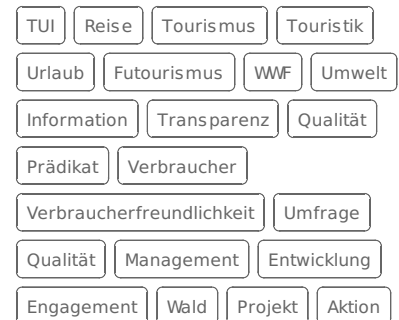 TUI Reise Tourismus Touristik
Urlaub Futourismus WWF Umwelt
Information Transparenz Qualität
Prädikat Verbraucher
Verbraucherfreundlichkeit Umfrage
Qualität Management Entwicklung
Engagement Wald Projekt Aktion